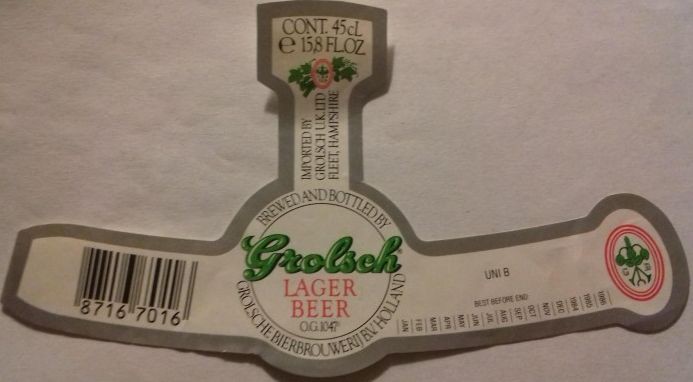 CONT. 45cL
e 15,8 FL.OZ
IMPORTED BY
GROLSCH U.K. LTD
FLEET, HAMPSHIRE
BREWED AND BOTTLED BY
Grolsch
LAGER
BEER
O.G. 1047°
GROLSCHE BIERBROUWERIJ B.V. HOLLAND
8716 7016
UNI B
BEST BEFORE END:
JAN
FEB
MAR
APR
MAY
JUN
JUL
AUG
SEP
OCT
NOV
DEC